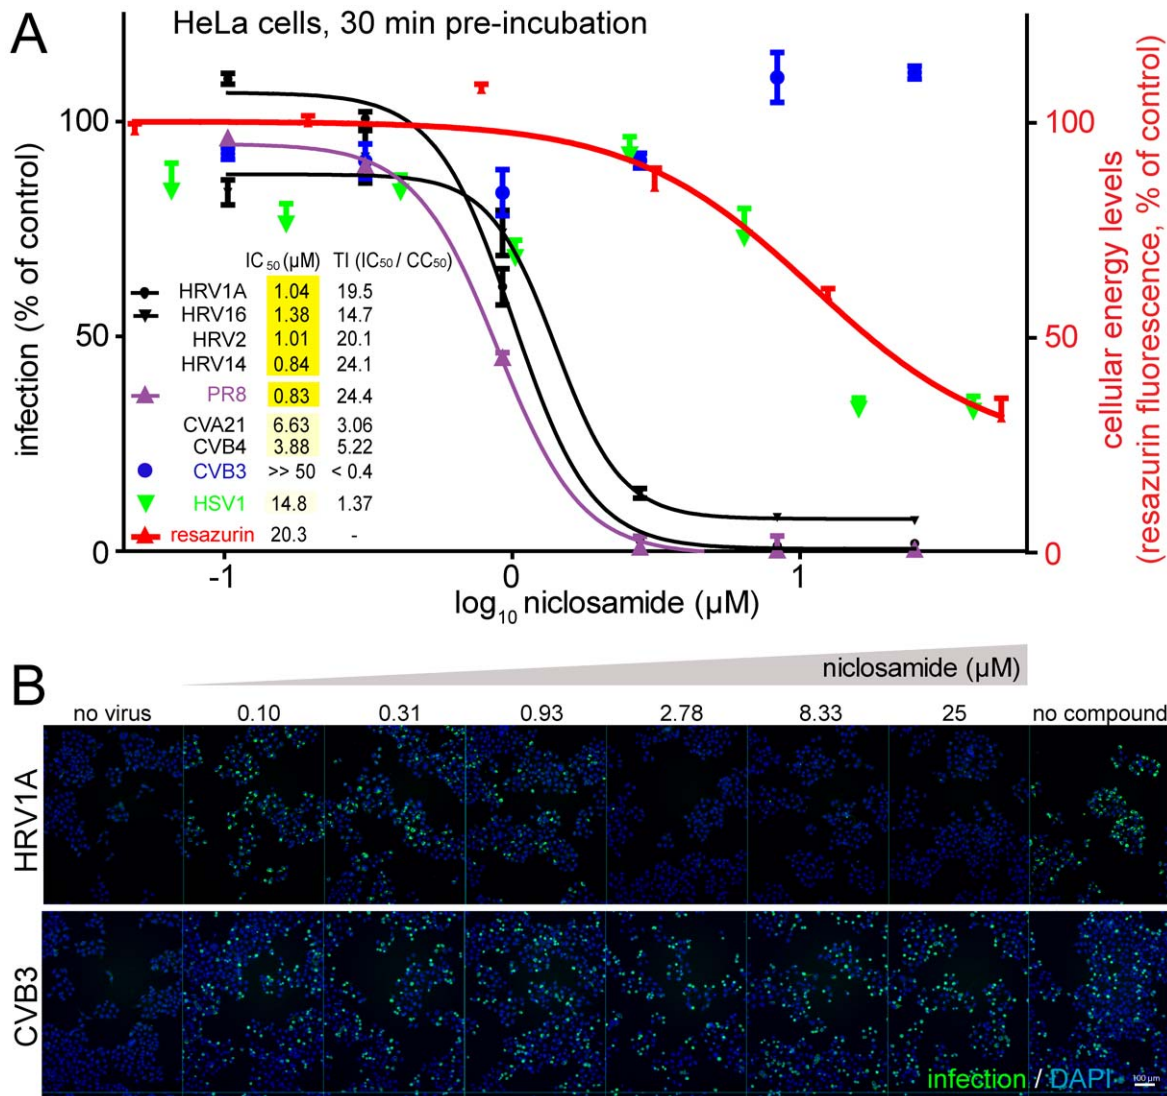 A
HeLa cells, 30 min pre-incubation
infection (% of control)
100
50
0
IC50 (µM) TI (IC50 / CC50)
HRV1A 1.04 19.5
HRV16 1.38 14.7
HRV2 1.01 20.1
HRV14 0.84 24.1
PR8 0.83 24.4
CVA21 6.63 3.06
CVB4 3.88 5.22
CVB3 >> 50 < 0.4
HSV1 14.8 1.37
resazurin 20.3 -
-1 0 1
log10 niclosamide (µM)
100
50
0
cellular energy levels
(resazurin fluorescence, % of control)
B
niclosamide (µM)
no virus 0.10 0.31 0.93 2.78 8.33 25 no compound
HRV1A
CVB3
infection / DAPI
100 µm